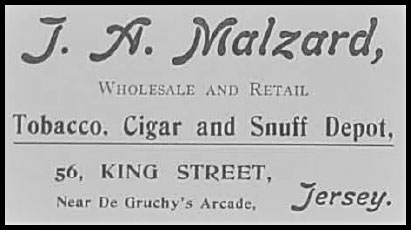 J. A. Malzard,
WHOLESALE AND RETAIL
Tobacco, Cigar and Snuff Depot,
56, KING STREET,
Near De Gruchy's Arcade, Jersey.